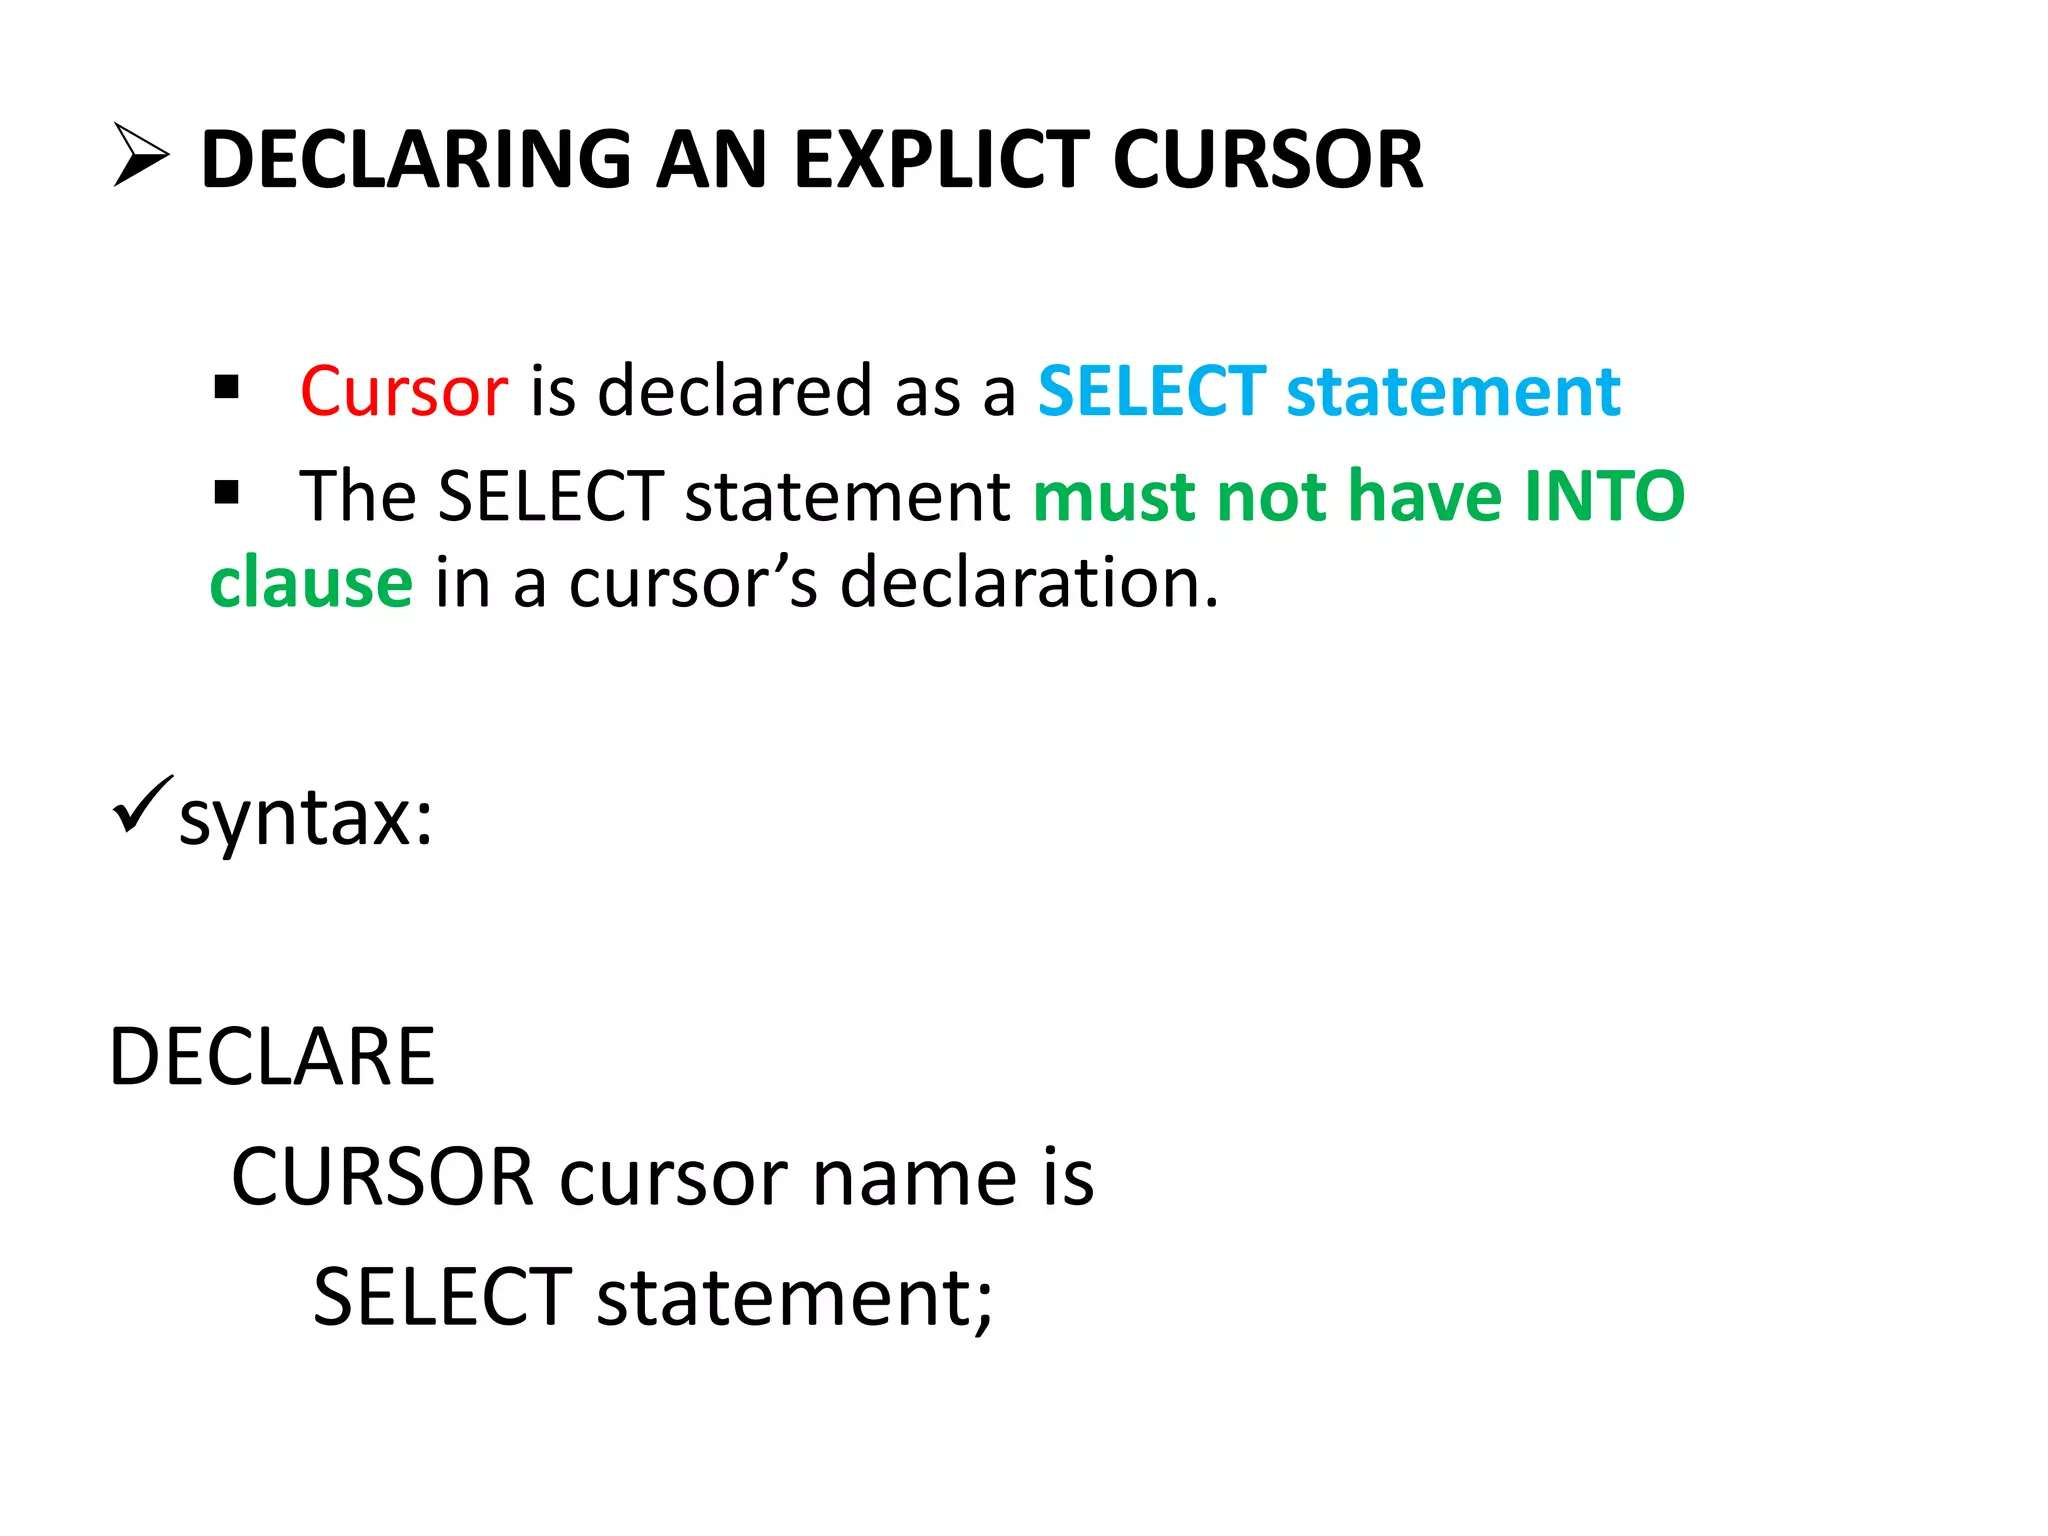 DECLARING AN EXPLICT CURSOR
Cursor is declared as a SELECT statement
The SELECT statement must not have INTO
clause in a cursor’s declaration.
syntax:
DECLARE
CURSOR cursor name is
SELECT statement;